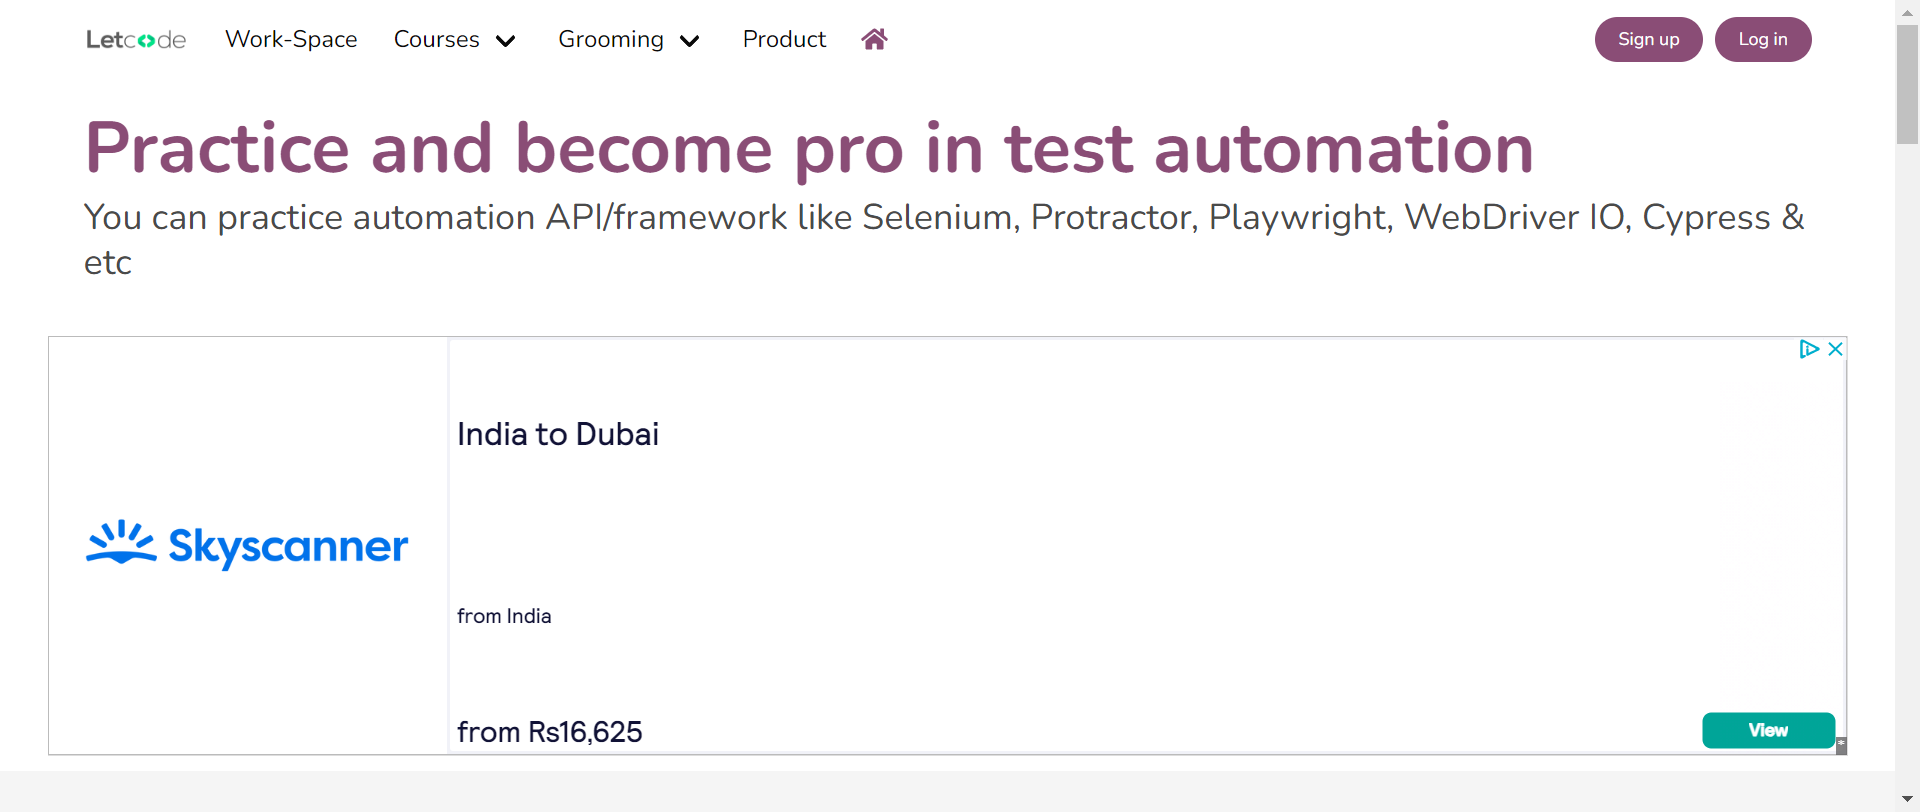 Letcode Work-Space Courses Grooming Product Sign up Log in
Practice and become pro in test automation
You can practice automation API/framework like Selenium, Protractor, Playwright, WebDriver IO, Cypress &
etc
India to Dubai
Skyscanner
from India
from Rs16,625
View